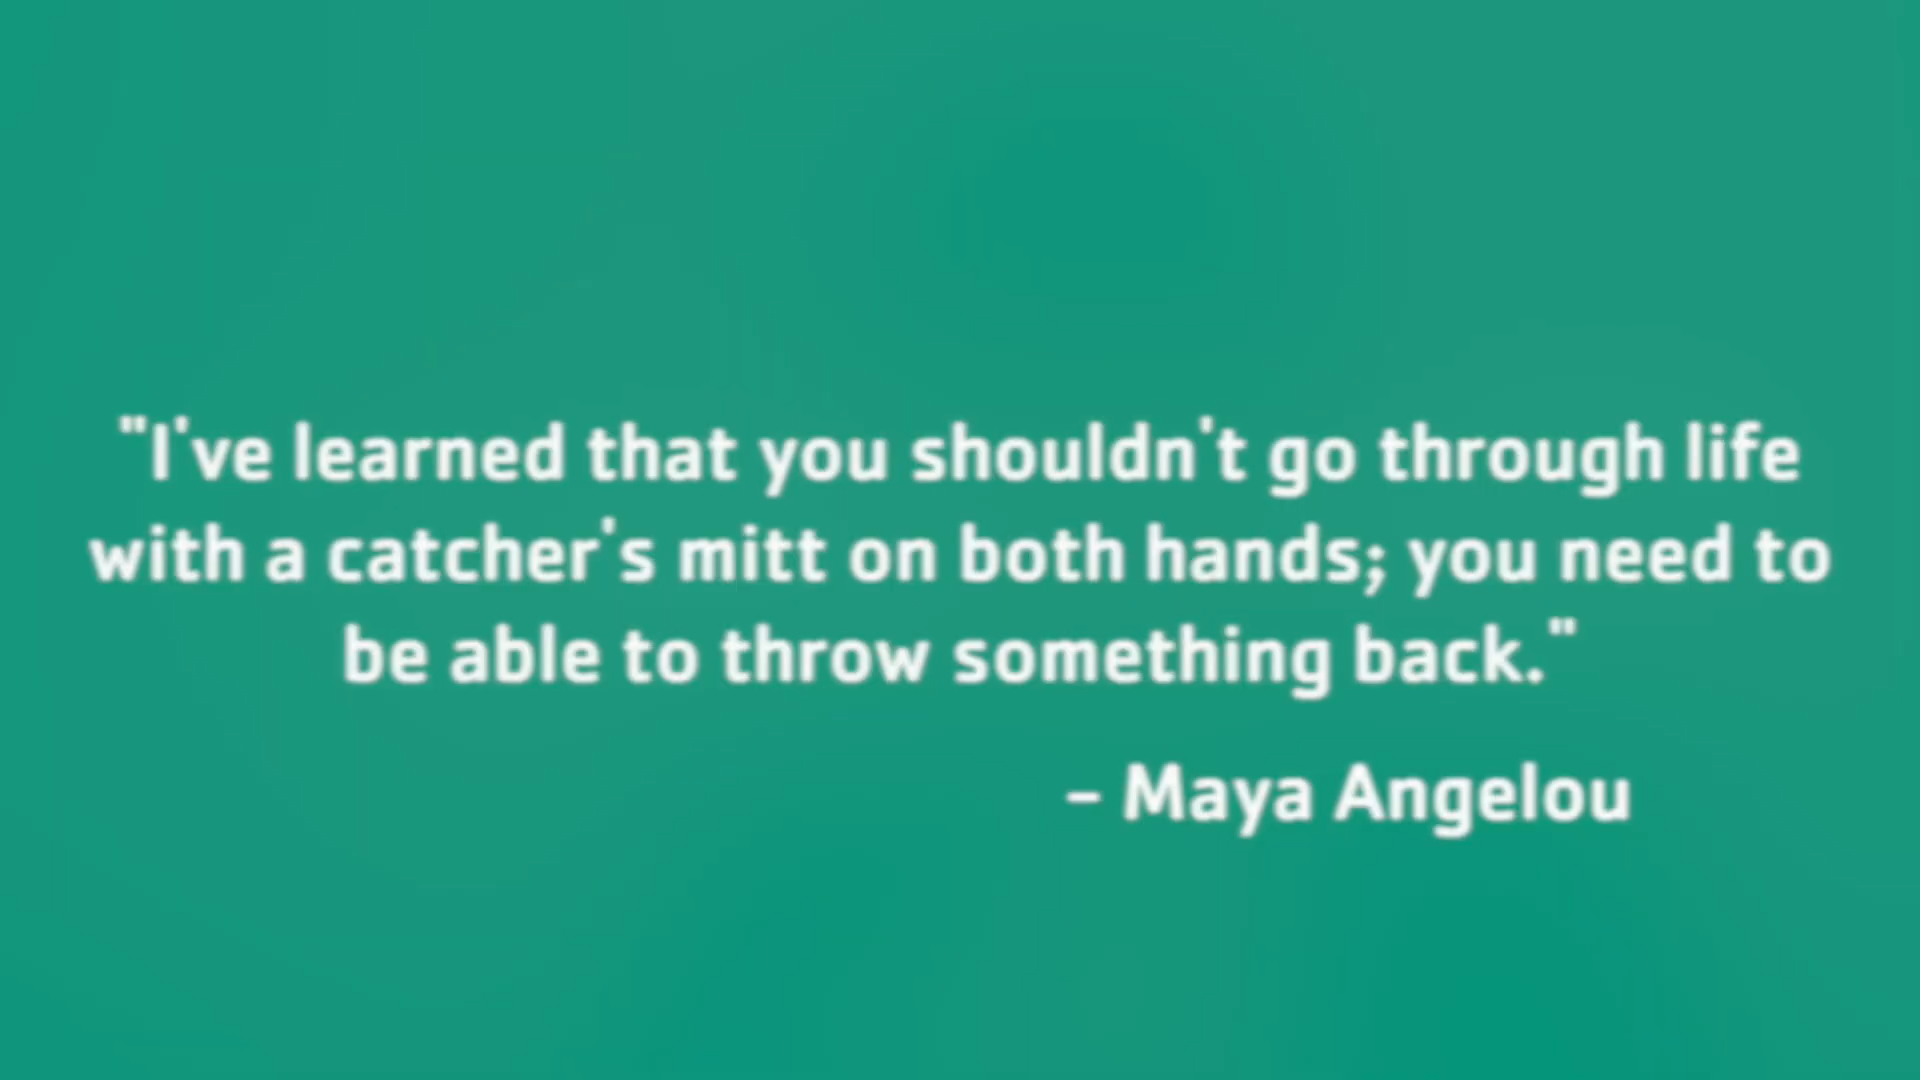 "I've learned that you shouldn't go through life
with a catcher's mitt on both hands; you need to
be able to throw something back."
– Maya Angelou